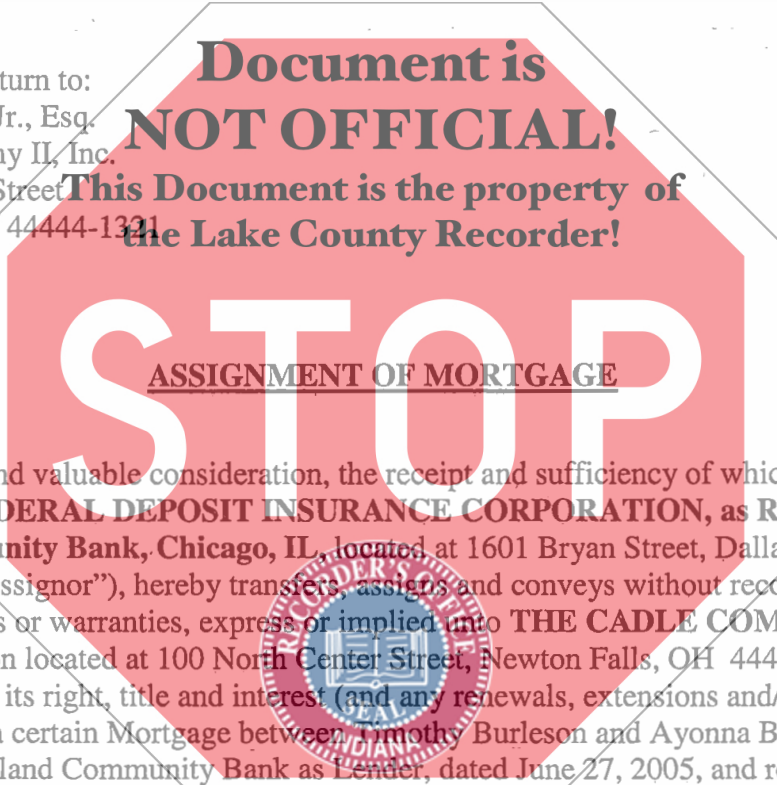 Document is
turn to:
Jr., Esq.
NOT OFFICIAL!
ny II, Inc.
Street
This Document is the property of
44444-1321
the Lake County Recorder!
STOP
ASSIGNMENT OF MORTGAGE
nd valuable consideration, the receipt and sufficiency of whic
DERAL DEPOSIT INSURANCE CORPORATION, as R
unity Bank, Chicago, IL, located at 1601 Bryan Street, Dalla
ssignor”), hereby transfers, assigns and conveys without reco
s or warranties, express or implied unto THE CADLE COM
n located at 100 North Center Street, Newton Falls, OH 444
its right, title and interest (and any renewals, extensions and/
n certain Mortgage between Timothy Burleson and Ayonna B
land Community Bank as Lender, dated June 27, 2005, and r
RECORDER'S OFFICE
SEAL
INDIANA